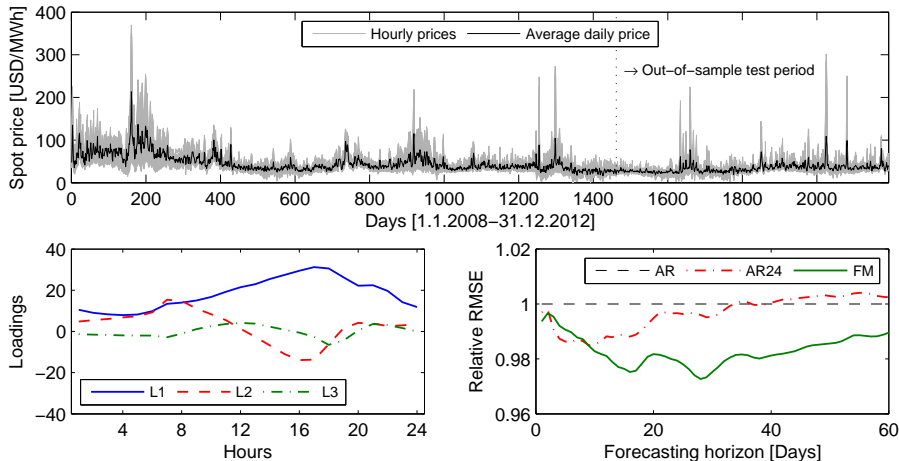 400
300
200
100
0
Spot price [USD/MWh]
Hourly prices
Average daily price
→ Out−of−sample test period
0 200 400 600 800 1000 1200 1400 1600 1800 2000
Days [1.1.2008−31.12.2012]
40
20
0
−20
−40
Loadings
L1 L2 L3
4 8 12 16 20 24
Hours
1.02
1
0.98
0.96
Relative RMSE
AR AR24 FM
0 20 40 60
Forecasting horizon [Days]